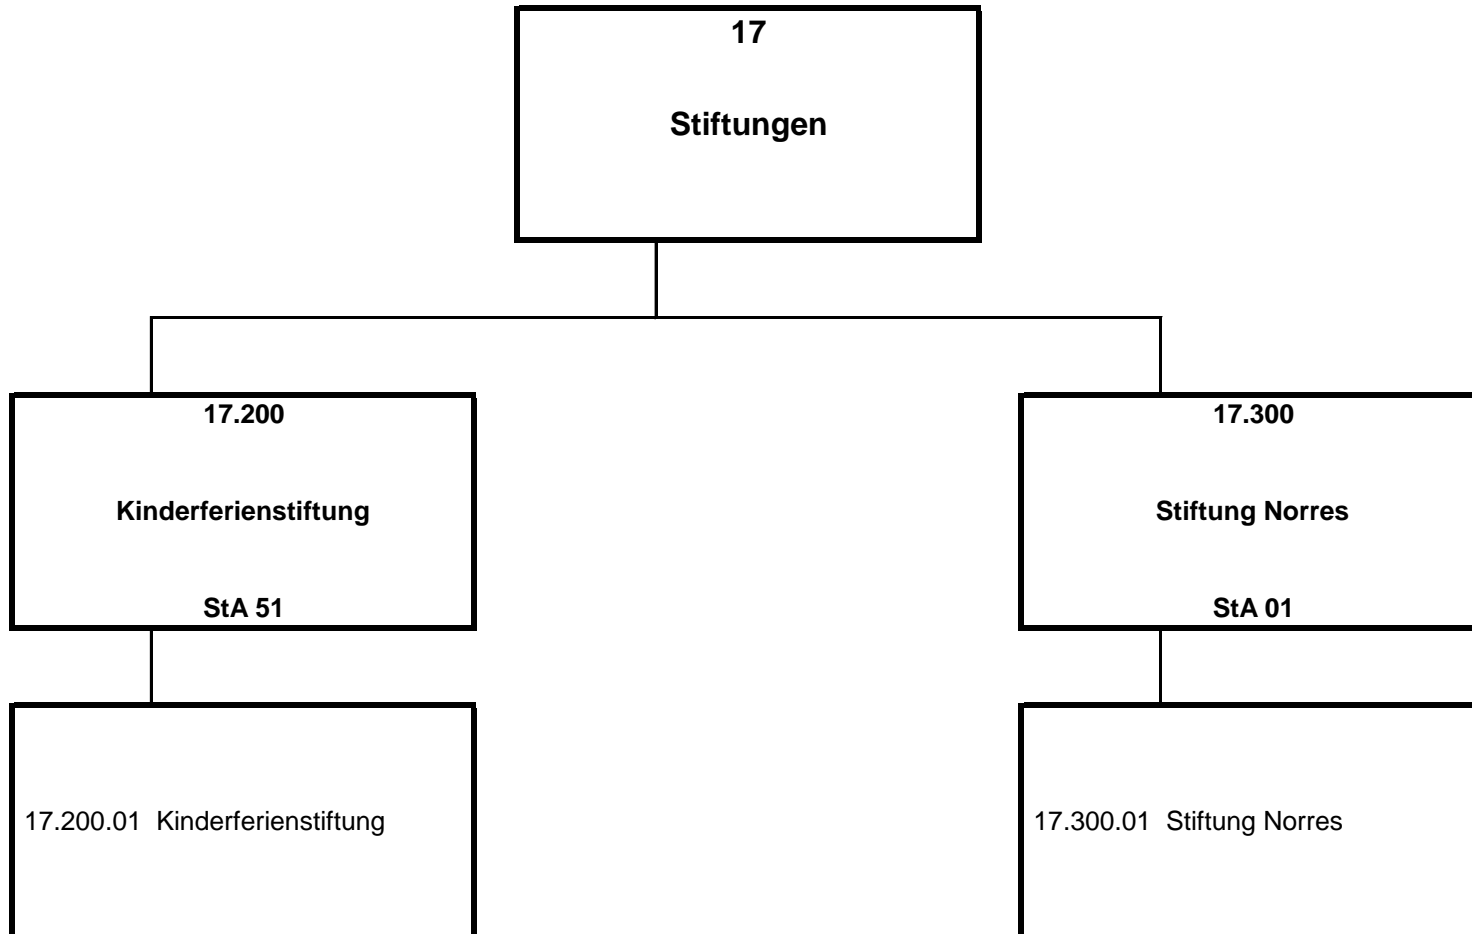 17
Stiftungen
17.200
Kinderferienstiftung
StA 51
17.300
Stiftung Norres
StA 01
17.200.01 Kinderferienstiftung
17.300.01 Stiftung Norres